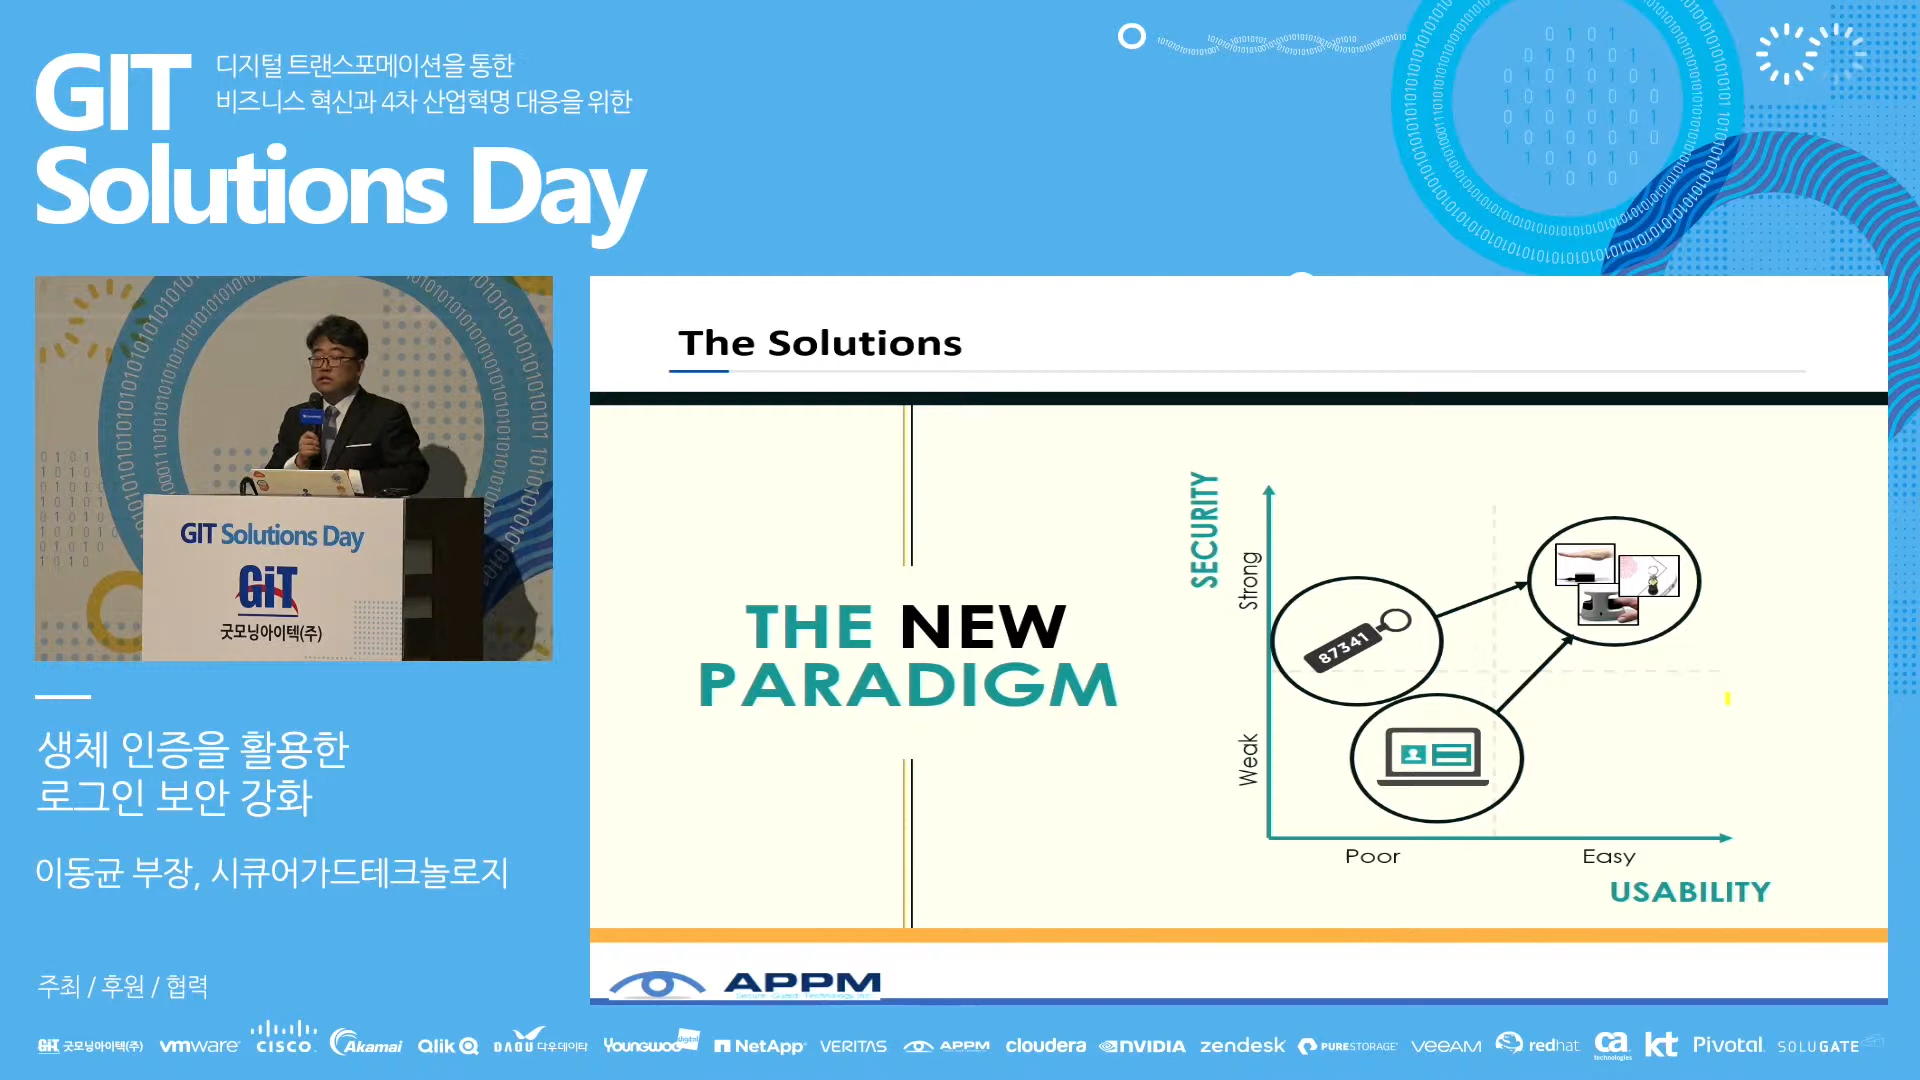 GIT
디지털 트랜스포메이션을 통한
비즈니스 혁신과 4차 산업혁명 대응을 위한
Solutions Day
GIT Solutions Day
GIT
굿모닝아이텍(주)
생체 인증을 활용한
로그인 보안 강화
이동균 부장, 시큐어가드테크놀로지
The Solutions
THE NEW
PARADIGM
SECURITY
Strong
Weak
87341
Poor
Easy
USABILITY
APPM
Secure Guard Technology Inc
주최 / 후원 / 협력
GIT 굿모닝아이텍(주) vmware CISCO Akamai Qlik DAOU 다우데이타 YOUNGWOO digital NetApp VERITAS APPM cloudera NVIDIA zendesk PURESTORAGE VEEAM redhat ca technologies kt Pivotal SOLUGATE